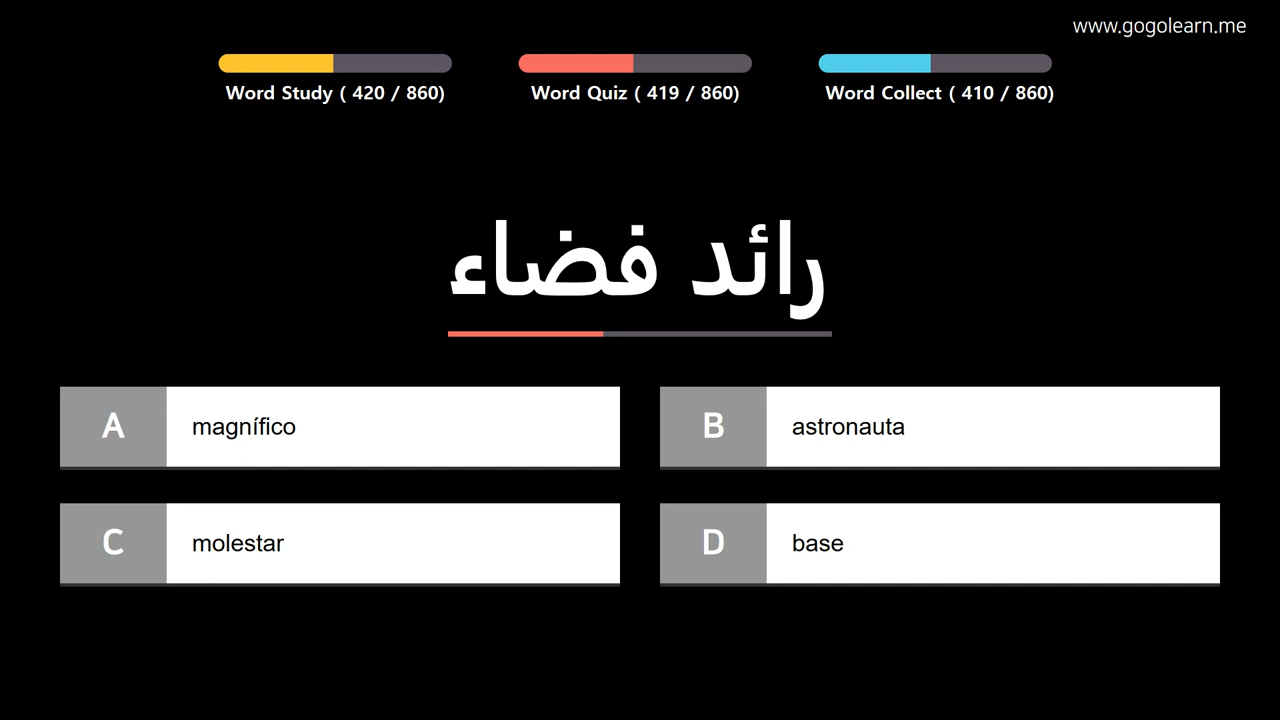 www.gogolearn.me
Word Study ( 420 / 860)
Word Quiz ( 419 / 860)
Word Collect ( 410 / 860)
رائد فضاء
A
magnífico
B
astronauta
C
molestar
D
base